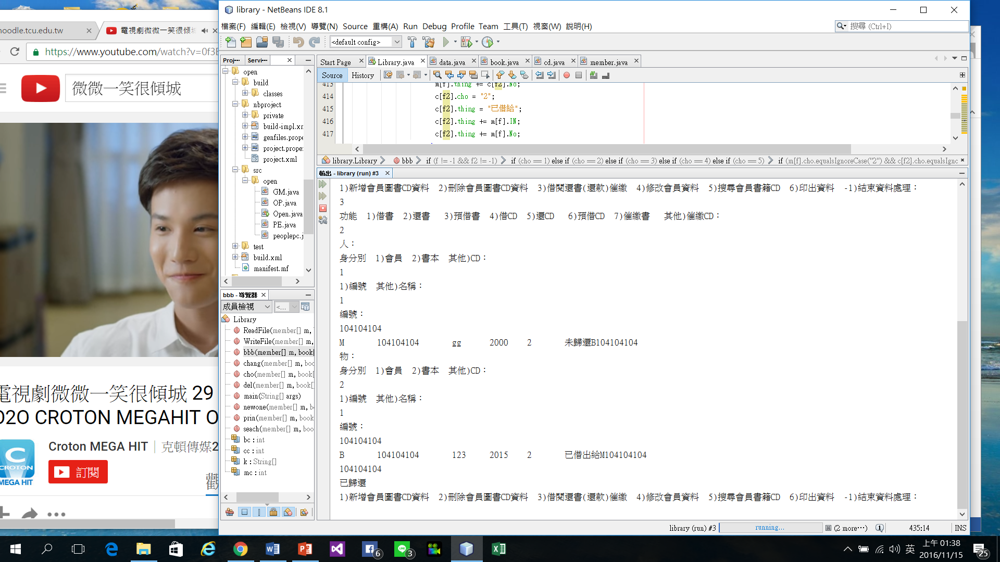 library - NetBeans IDE 8.1
檔案(F) 編輯(E) 檢視(V) 導覽(N) Source 重構(A) Run Debug Profile Team 工具(T) 視窗(W) 說明(H)
搜尋 (Ctrl+I)
<default config>
noodle.tcu.edu.tw
電視劇微微一笑很傾
https://www.youtube.com/watch?v=0f3
微微一笑很傾城
電視劇微微一笑很傾城 29
O2O CROTON MEGAHIT O
Croton MEGA HIT
克頓傳媒2
CROTON
MEGA HIT
訂閱
觀
Proj···
Servi···
open
build
classes
nbproject
private
build-impl.xr
genfiles.prope
project.proper
project.xml
src
open
GM.java
OP.java
Open.java
PE.java
peoplepc.j
test
build.xml
manifest.mf
bbb - 導覽器
成員檢視
<...
Library
ReadFile(member[] m,
WriteFile(member[] m,
bbb(member[] m, book[
chang(member[] m, boo
cho(member[] m, book[
del(member[] m, book[]
main(String[] args)
newone(member[] m, b
prin(member[] m, book
seach(member[] m, boo
bc : int
cc : int
k : String[]
mc : int
Start Page
Library.java
data.java
book.java
cd.java
member.java
Source
History
413 m[f].thing += c[f2].No;
414 c[f2].cho = "2";
415 c[f2].thing = "已借給";
416 c[f2].thing += m[f].IN;
417 c[f2].thing += m[f].No;
library.Library
bbb
if (f != -1 && f2 != -1)
if (cho == 1) else if (cho == 2) else if (cho == 3) else if (cho == 4) else if (cho == 5)
if (m[f].cho.equalsIgnoreCase("2") && c[f2].cho.equalsIgnc
輸出 - library (run) #3
1)新增會員圖書CD資料 2)刪除會員圖書CD資料 3)借閱還書(還款)催繳 4)修改會員資料 5)搜尋會員書籍CD 6)印出資料 -1)結束資料處理：
3
功能 1)借書 2)還書 3)預借書 4)借CD 5)還CD 6)預借CD 7)催繳書 其他)催繳CD：
2
人：
身分別 1)會員 2)書本 其他)CD：
1
1)編號 其他)名稱：
1
編號：
104104104
M 104104104 gg 2000 2 未歸還B104104104
物：
身分別 1)會員 2)書本 其他)CD：
2
1)編號 其他)名稱：
1
編號：
104104104
B 104104104 123 2015 2 已借出給M104104104
104104104
已歸還
1)新增會員圖書CD資料 2)刪除會員圖書CD資料 3)借閱還書(還款)催繳 4)修改會員資料 5)搜尋會員書籍CD 6)印出資料 -1)結束資料處理：
library (run) #3
running...
(2 more···)
435:14
INS
6
3
英
上午 01:38
2016/11/15
25